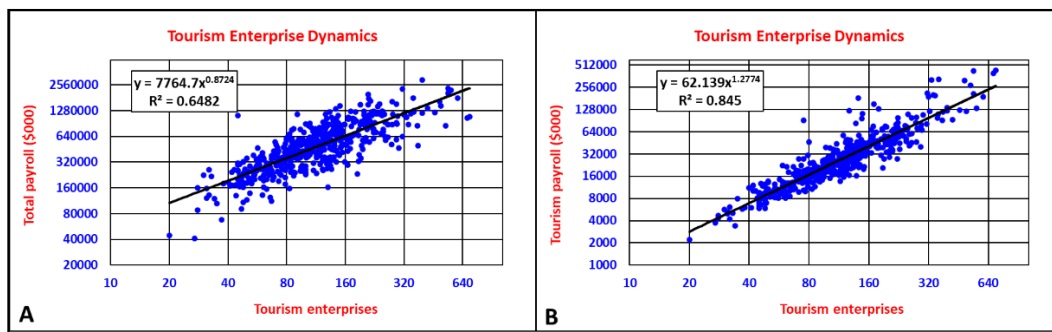 Tourism Enterprise Dynamics
y = 7764.7x^0.8724
R² = 0.6482
Total payroll ($000)
2560000
1280000
640000
320000
160000
80000
40000
20000
10 20 40 80 160 320 640
Tourism enterprises
A
Tourism Enterprise Dynamics
y = 62.139x^1.2774
R² = 0.845
Tourism payroll ($000)
512000
256000
128000
64000
32000
16000
8000
4000
2000
1000
10 20 40 80 160 320 640
Tourism enterprises
B